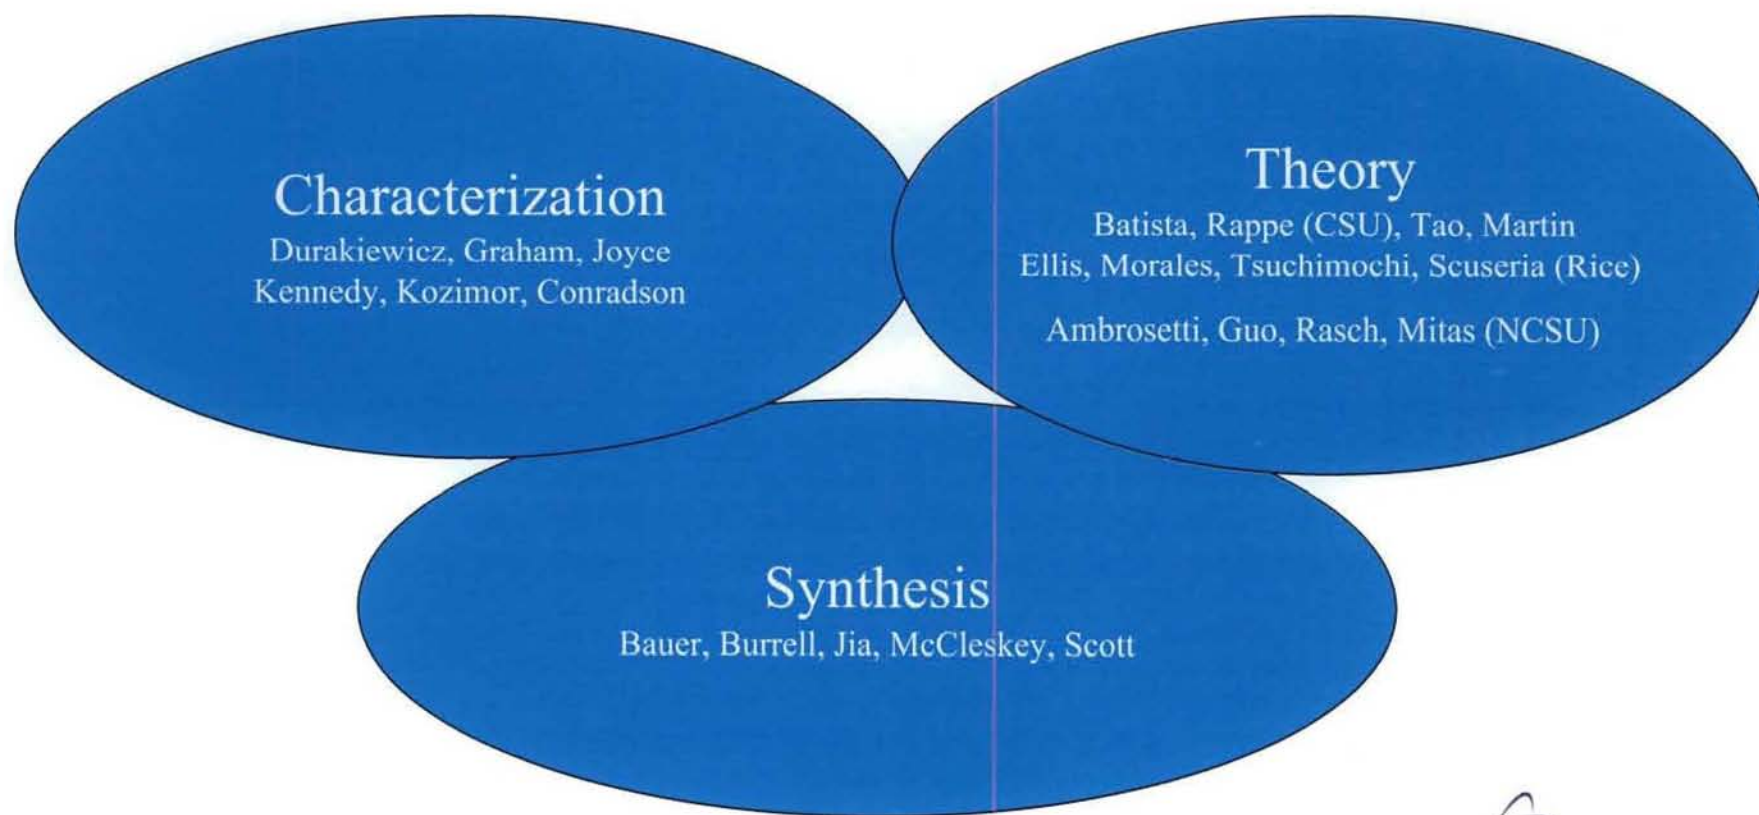 Characterization
Durakiewicz, Graham, Joyce
Kennedy, Kozimor, Conradson
Theory
Batista, Rappe (CSU), Tao, Martin
Ellis, Morales, Tsuchimochi, Scuseria (Rice)
Ambrosetti, Guo, Rasch, Mitas (NCSU)
Synthesis
Bauer, Burrell, Jia, McCleskey, Scott